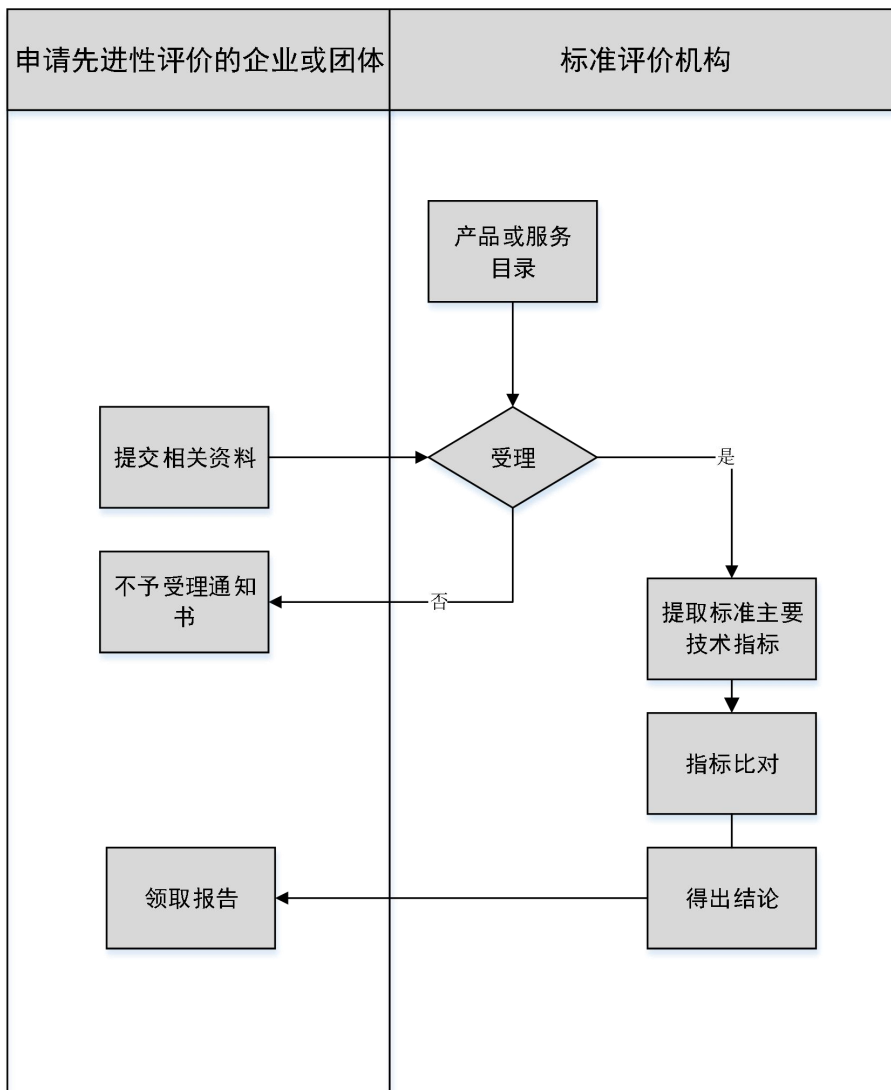 申请先进性评价的企业或团体
标准评价机构
产品或服务
目录
提交相关资料
受理
是
不予受理通知
书
否
提取标准主要
技术指标
指标比对
领取报告
得出结论